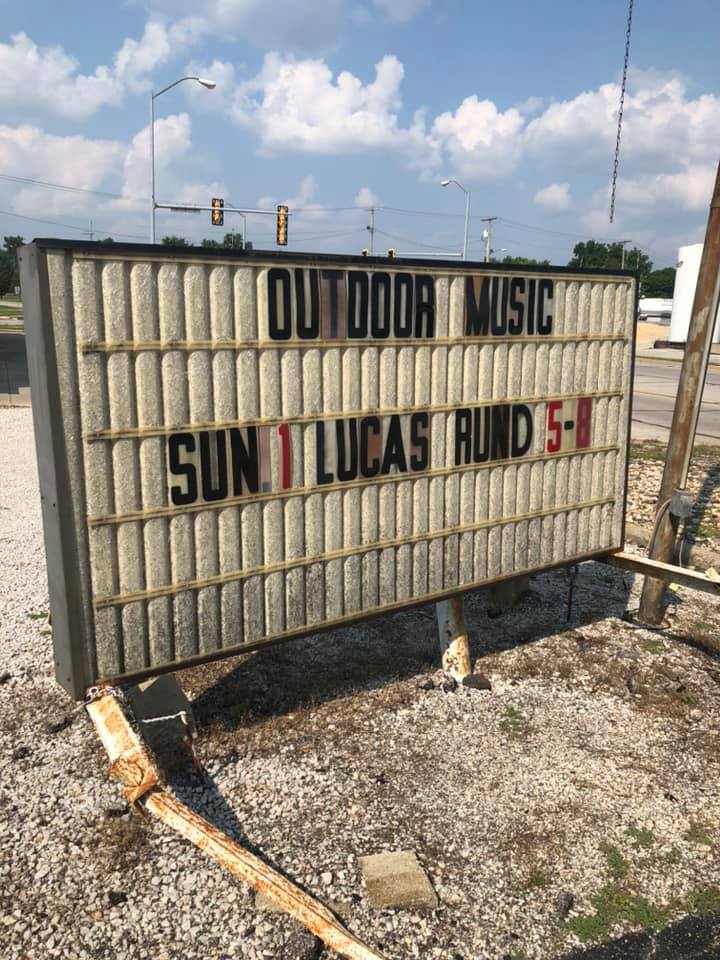 OUTDOOR MUSIC
SUN. 1 LUCAS RUND 5-8